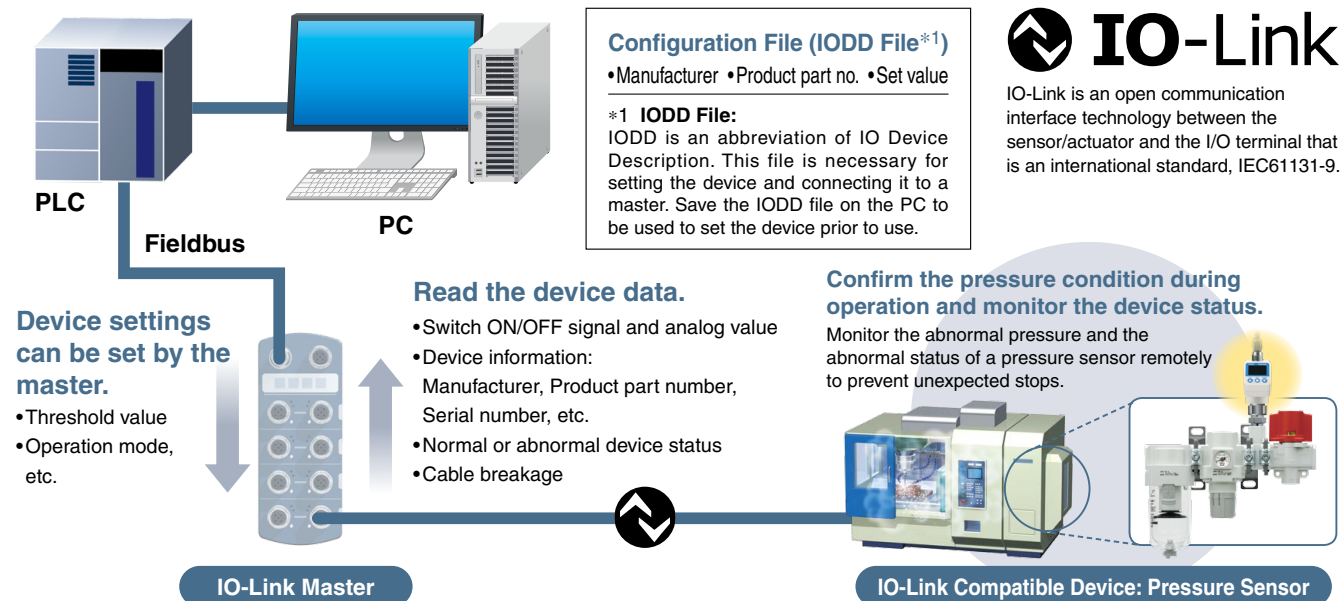 PLC
PC
Fieldbus
Configuration File (IODD File*1)
•Manufacturer •Product part no. •Set value
*1 IODD File:
IODD is an abbreviation of IO Device
Description. This file is necessary for
setting the device and connecting it to a
master. Save the IODD file on the PC to
be used to set the device prior to use.
IO-Link
IO-Link is an open communication
interface technology between the
sensor/actuator and the I/O terminal that
is an international standard, IEC61131-9.
Device settings
can be set by the
master.
•Threshold value
•Operation mode,
etc.
Read the device data.
•Switch ON/OFF signal and analog value
•Device information:
Manufacturer, Product part number,
Serial number, etc.
•Normal or abnormal device status
•Cable breakage
Confirm the pressure condition during
operation and monitor the device status.
Monitor the abnormal pressure and the
abnormal status of a pressure sensor remotely
to prevent unexpected stops.
IO-Link Master
IO-Link Compatible Device: Pressure Sensor